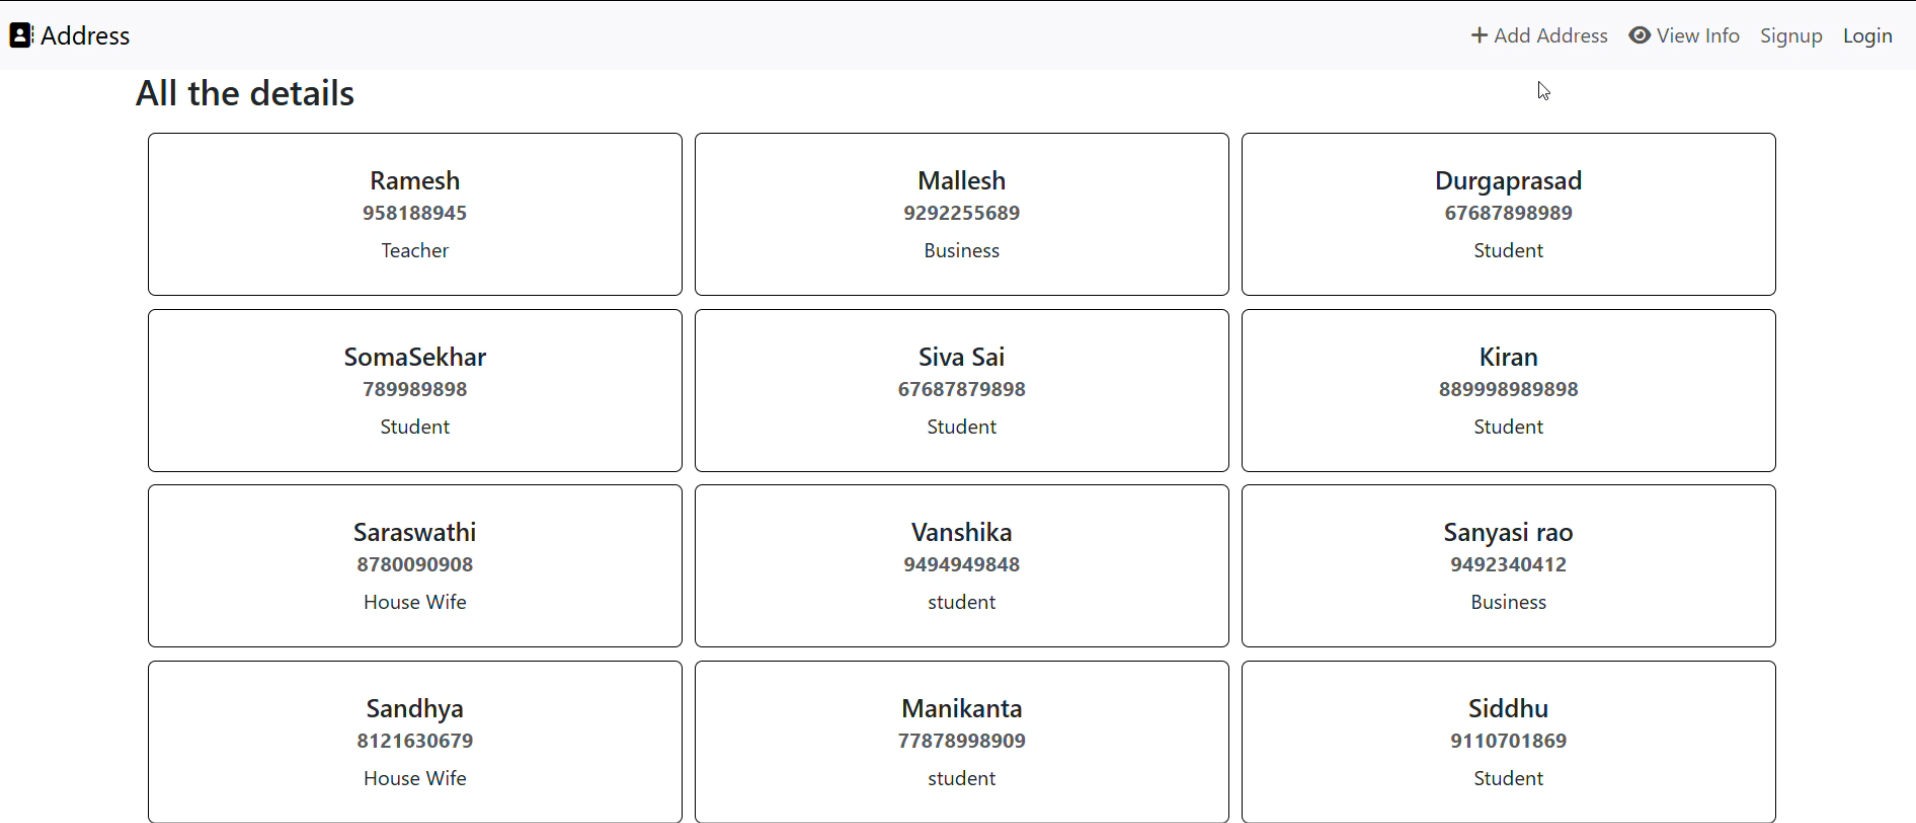 Address
Add Address View Info Signup Login
All the details
Ramesh
958188945
Teacher
Mallesh
9292255689
Business
Durgaprasad
67687898989
Student
SomaSekhar
789989898
Student
Siva Sai
67687879898
Student
Kiran
889998989898
Student
Saraswathi
8780090908
House Wife
Vanshika
9494949848
student
Sanyasi rao
9492340412
Business
Sandhya
8121630679
House Wife
Manikanta
77878998909
student
Siddhu
9110701869
Student